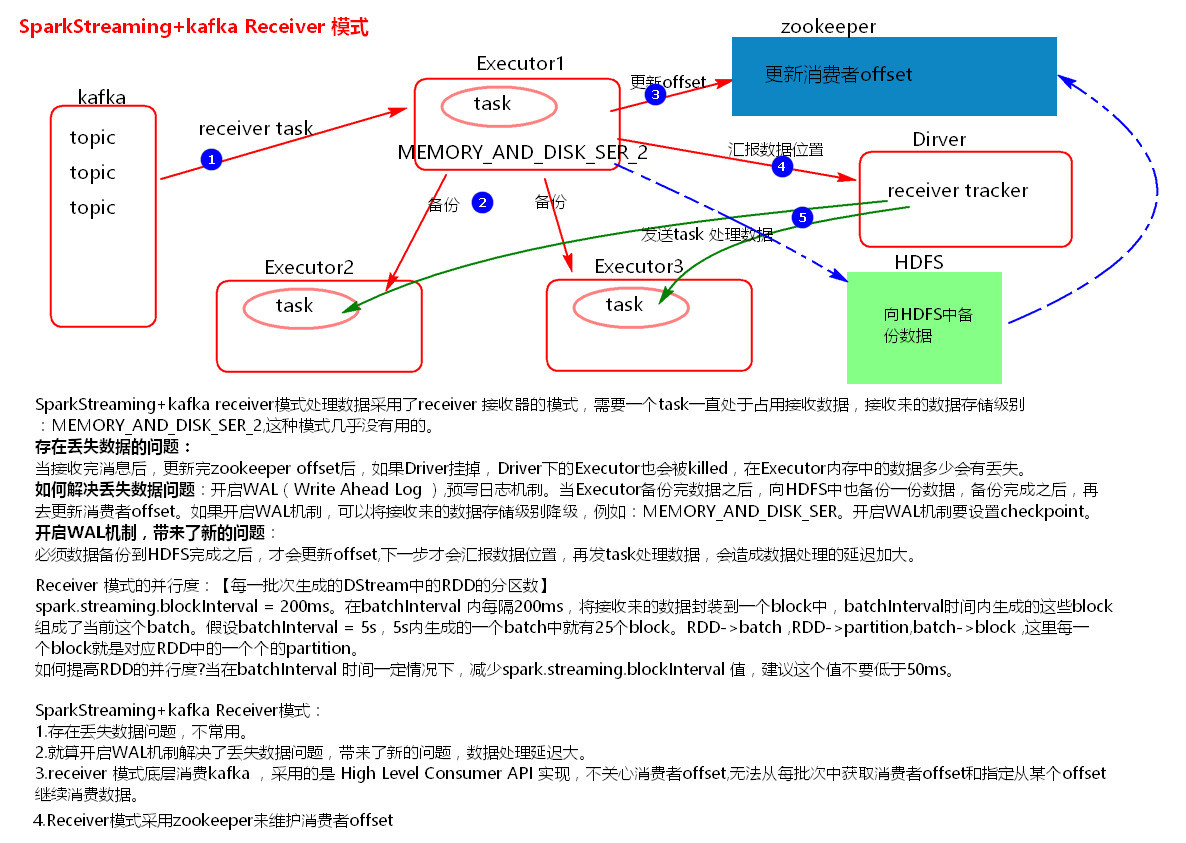 SparkStreaming+kafka Receiver 模式
zookeeper
更新消费者offset
Executor1
task
MEMORY_AND_DISK_SER_2
更新offset
3
kafka
topic
topic
topic
receiver task
1
汇报数据位置
4
Dirver
receiver tracker
备份
2
备份
5
发送task 处理数据
Executor2
task
Executor3
task
HDFS
向HDFS中备
份数据
SparkStreaming+kafka receiver模式处理数据采用了receiver 接收器的模式，需要一个task一直处于占用接收数据，接收来的数据存储级别
：MEMORY_AND_DISK_SER_2,这种模式几乎没有用的。
存在丢失数据的问题：
当接收完消息后，更新完zookeeper offset后，如果Driver挂掉，Driver下的Executor也会被killed，在Executor内存中的数据多少会有丢失。
如何解决丢失数据问题：开启WAL（Write Ahead Log ）,预写日志机制。当Executor备份完数据之后，向HDFS中也备份一份数据，备份完成之后，再
去更新消费者offset。如果开启WAL机制，可以将接收来的数据存储级别降级，例如：MEMORY_AND_DISK_SER。开启WAL机制要设置checkpoint。
开启WAL机制，带来了新的问题：
必须数据备份到HDFS完成之后，才会更新offset,下一步才会汇报数据位置，再发task处理数据，会造成数据处理的延迟加大。
Receiver 模式的并行度：【每一批次生成的DStream中的RDD的分区数】
spark.streaming.blockInterval = 200ms。在batchInterval 内每隔200ms，将接收来的数据封装到一个block中，batchInterval时间内生成的这些block
组成了当前这个batch。假设batchInterval = 5s，5s内生成的一个batch中就有25个block。RDD->batch ,RDD->partition,batch->block ,这里每一
个block就是对应RDD中的一个个的partition。
如何提高RDD的并行度?当在batchInterval 时间一定情况下，减少spark.streaming.blockInterval 值，建议这个值不要低于50ms。
SparkStreaming+kafka Receiver模式：
1.存在丢失数据问题，不常用。
2.就算开启WAL机制解决了丢失数据问题，带来了新的问题，数据处理延迟大。
3.receiver 模式底层消费kafka ，采用的是 High Level Consumer API 实现，不关心消费者offset,无法从每批次中获取消费者offset和指定从某个offset
继续消费数据。
4.Receiver模式采用zookeeper来维护消费者offset